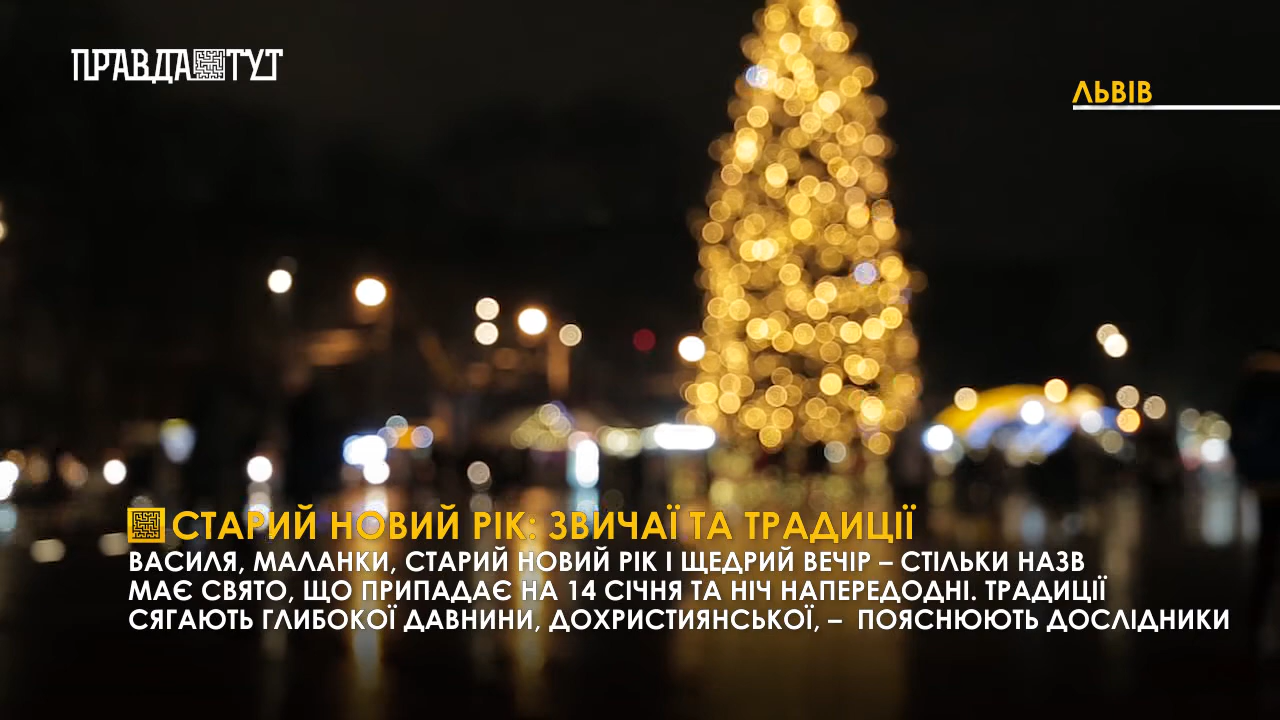 ПРАВДА ТУТ
ЛЬВІВ
СТАРИЙ НОВИЙ РІК: ЗВИЧАЇ ТА ТРАДИЦІЇ
ВАСИЛЯ, МАЛАНКИ, СТАРИЙ НОВИЙ РІК І ЩЕДРИЙ ВЕЧІР – СТІЛЬКИ НАЗВ
МАЄ СВЯТО, ЩО ПРИПАДАЄ НА 14 СІЧНЯ ТА НІЧ НАПЕРЕДОДНІ. ТРАДИЦІЇ
СЯГАЮТЬ ГЛИБОКОЇ ДАВНИНИ, ДОХРИСТИЯНСЬКОЇ, – ПОЯСНЮЮТЬ ДОСЛІДНИКИ